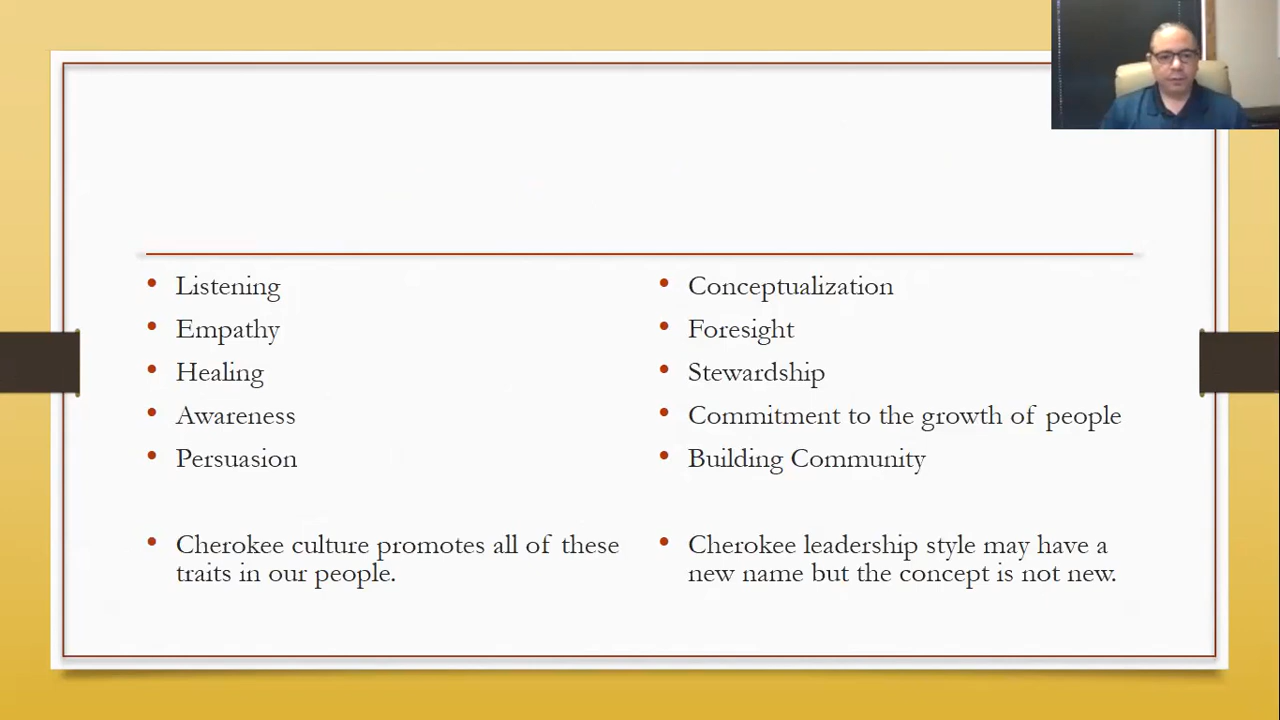 Listening
Empathy
Healing
Awareness
Persuasion
Cherokee culture promotes all of these
traits in our people.
Conceptualization
Foresight
Stewardship
Commitment to the growth of people
Building Community
Cherokee leadership style may have a
new name but the concept is not new.